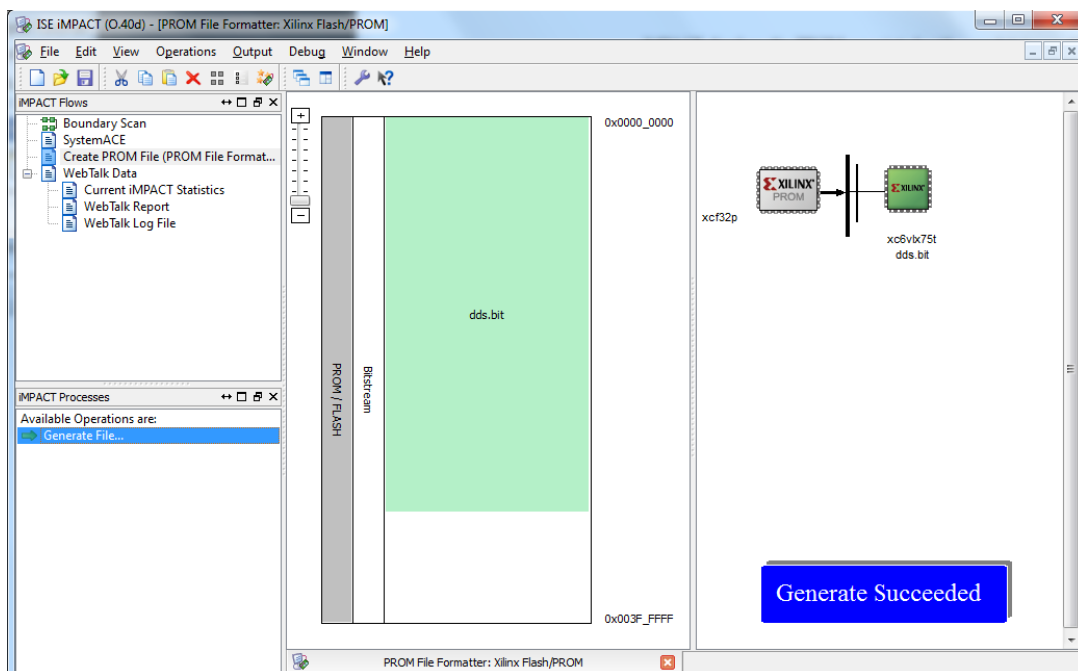 ISE iMPACT (O.40d) - [PROM File Formatter: Xilinx Flash/PROM]
File Edit View Operations Output Debug Window Help
iMPACT Flows
Boundary Scan
SystemACE
Create PROM File (PROM File Format...
WebTalk Data
Current iMPACT Statistics
WebTalk Report
WebTalk Log File
iMPACT Processes
Available Operations are:
Generate File...
PROM / FLASH
Bitstream
dds.bit
0x0000_0000
0x003F_FFFF
XILINX
PROM
xcf32p
XILINX
xc6vlx75t
dds.bit
Generate Succeeded
PROM File Formatter: Xilinx Flash/PROM